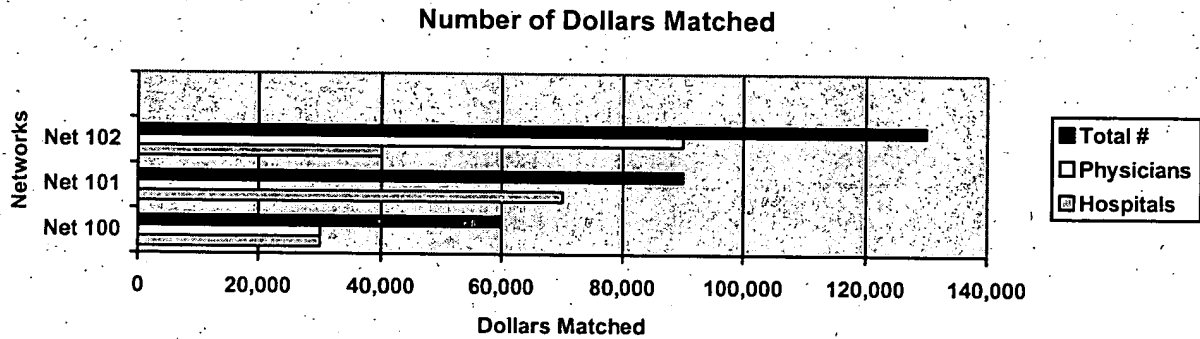 Number of Dollars Matched
Networks
Net 102
Net 101
Net 100
0 20,000 40,000 60,000 80,000 100,000 120,000 140,000
Dollars Matched
Total #
Physicians
Hospitals